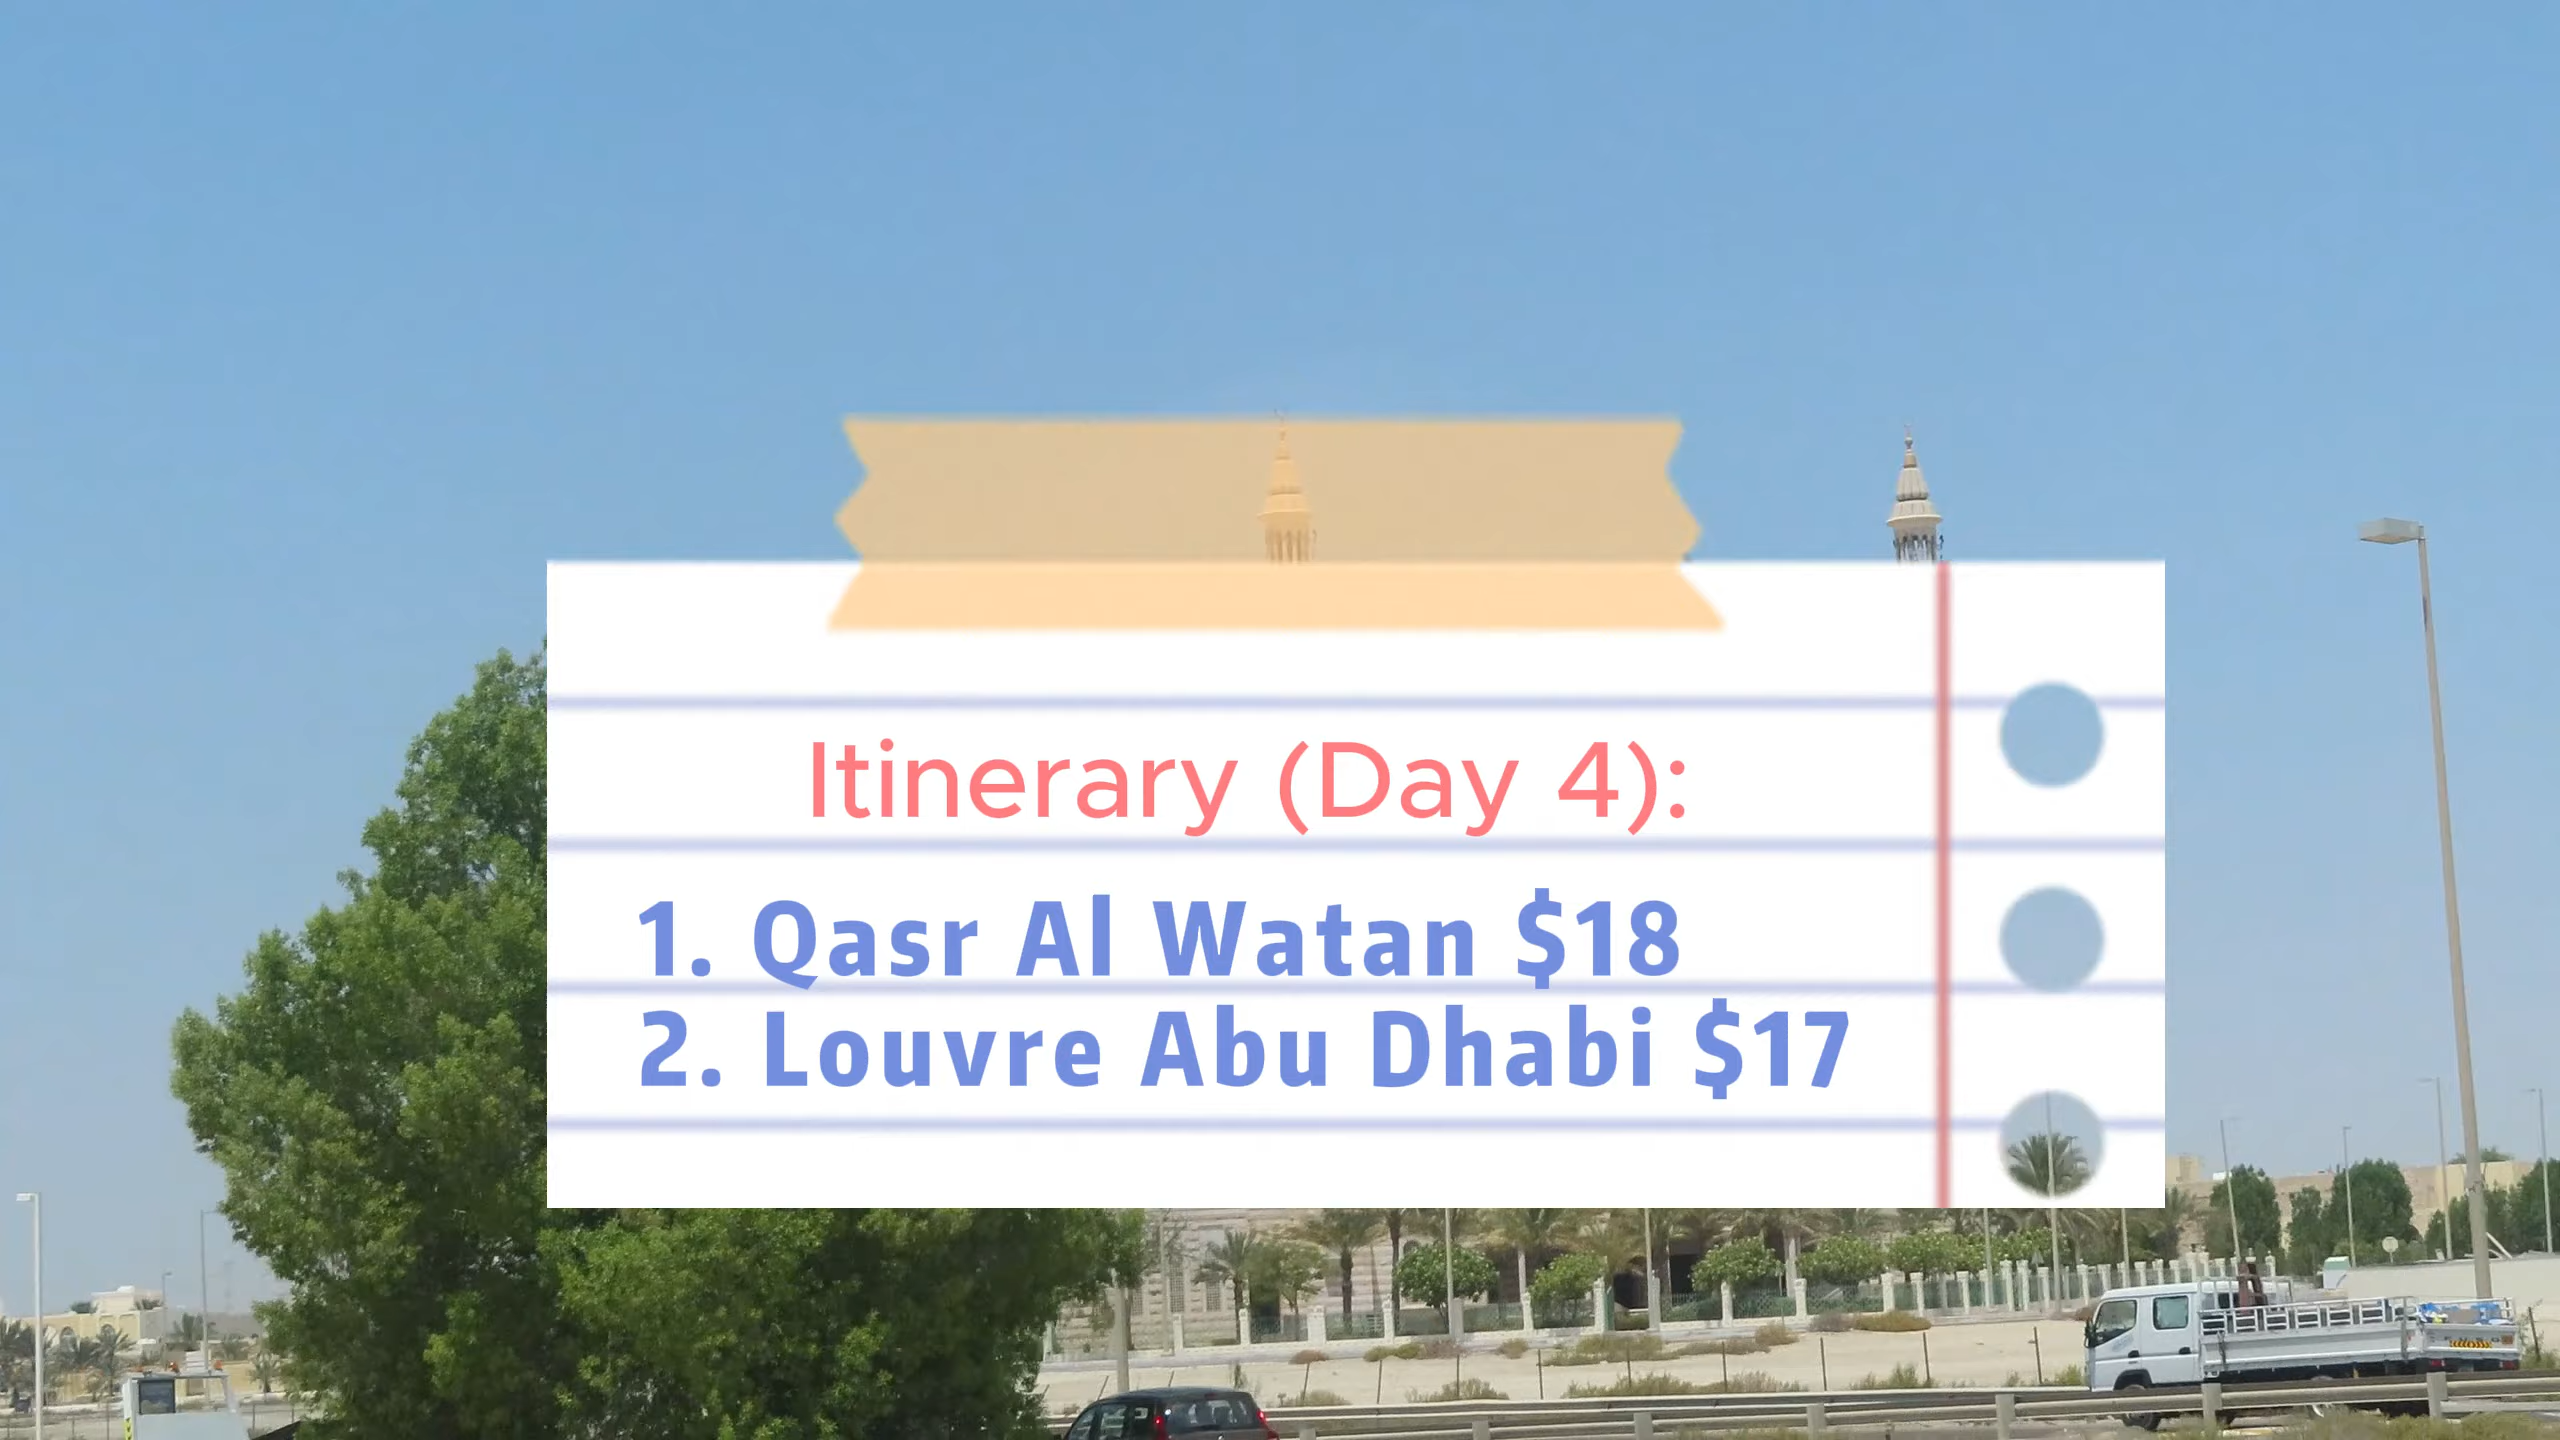 Itinerary (Day 4):
1. Qasr Al Watan $18
2. Louvre Abu Dhabi $17